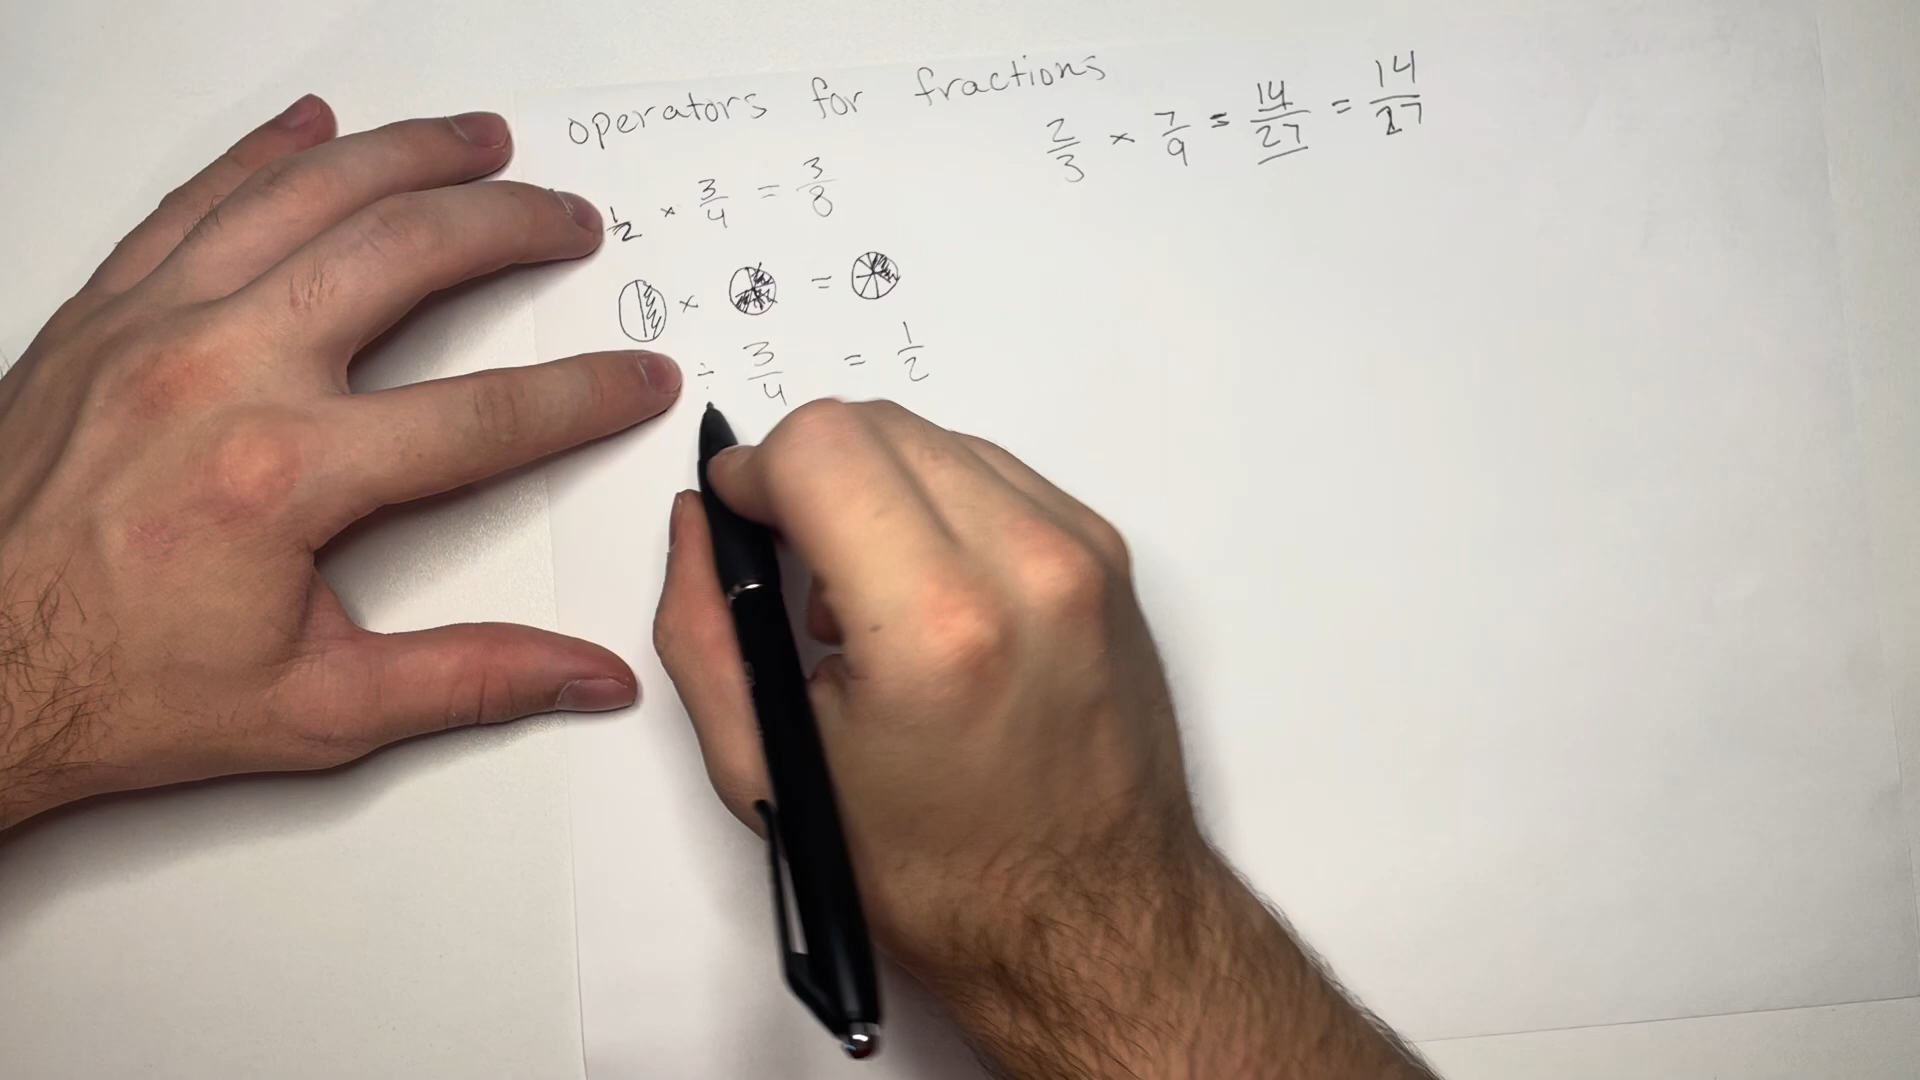 operators for fractions
1/2 × 3/4 = 3/8
× =
÷ 3/4 = 1/2
2/3 × 7/9 = 14/27 = 14/27